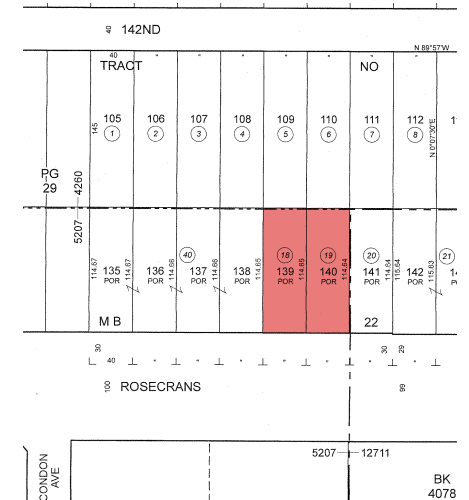 40 142ND
N 89°57'W
40 " " " " " " "
TRACT NO
105 106 107 108 109 110 111 112 11
1 2 3 4 5 6 7 8
145
N 0°07'30"E
PG
29
5207 4260
40 18 19 20 21
114.67 135 114.67 136 114.66 137 114.66 138 114.65 139 114.65 140 114.64 141 114.64 115.64 142 115.63 14
POR POR POR POR POR POR POR
M B 22
30 30 29
40 " " " " " " "
100 ROSECRANS 99
5207 12711
CONDON
AVE
BK
4078